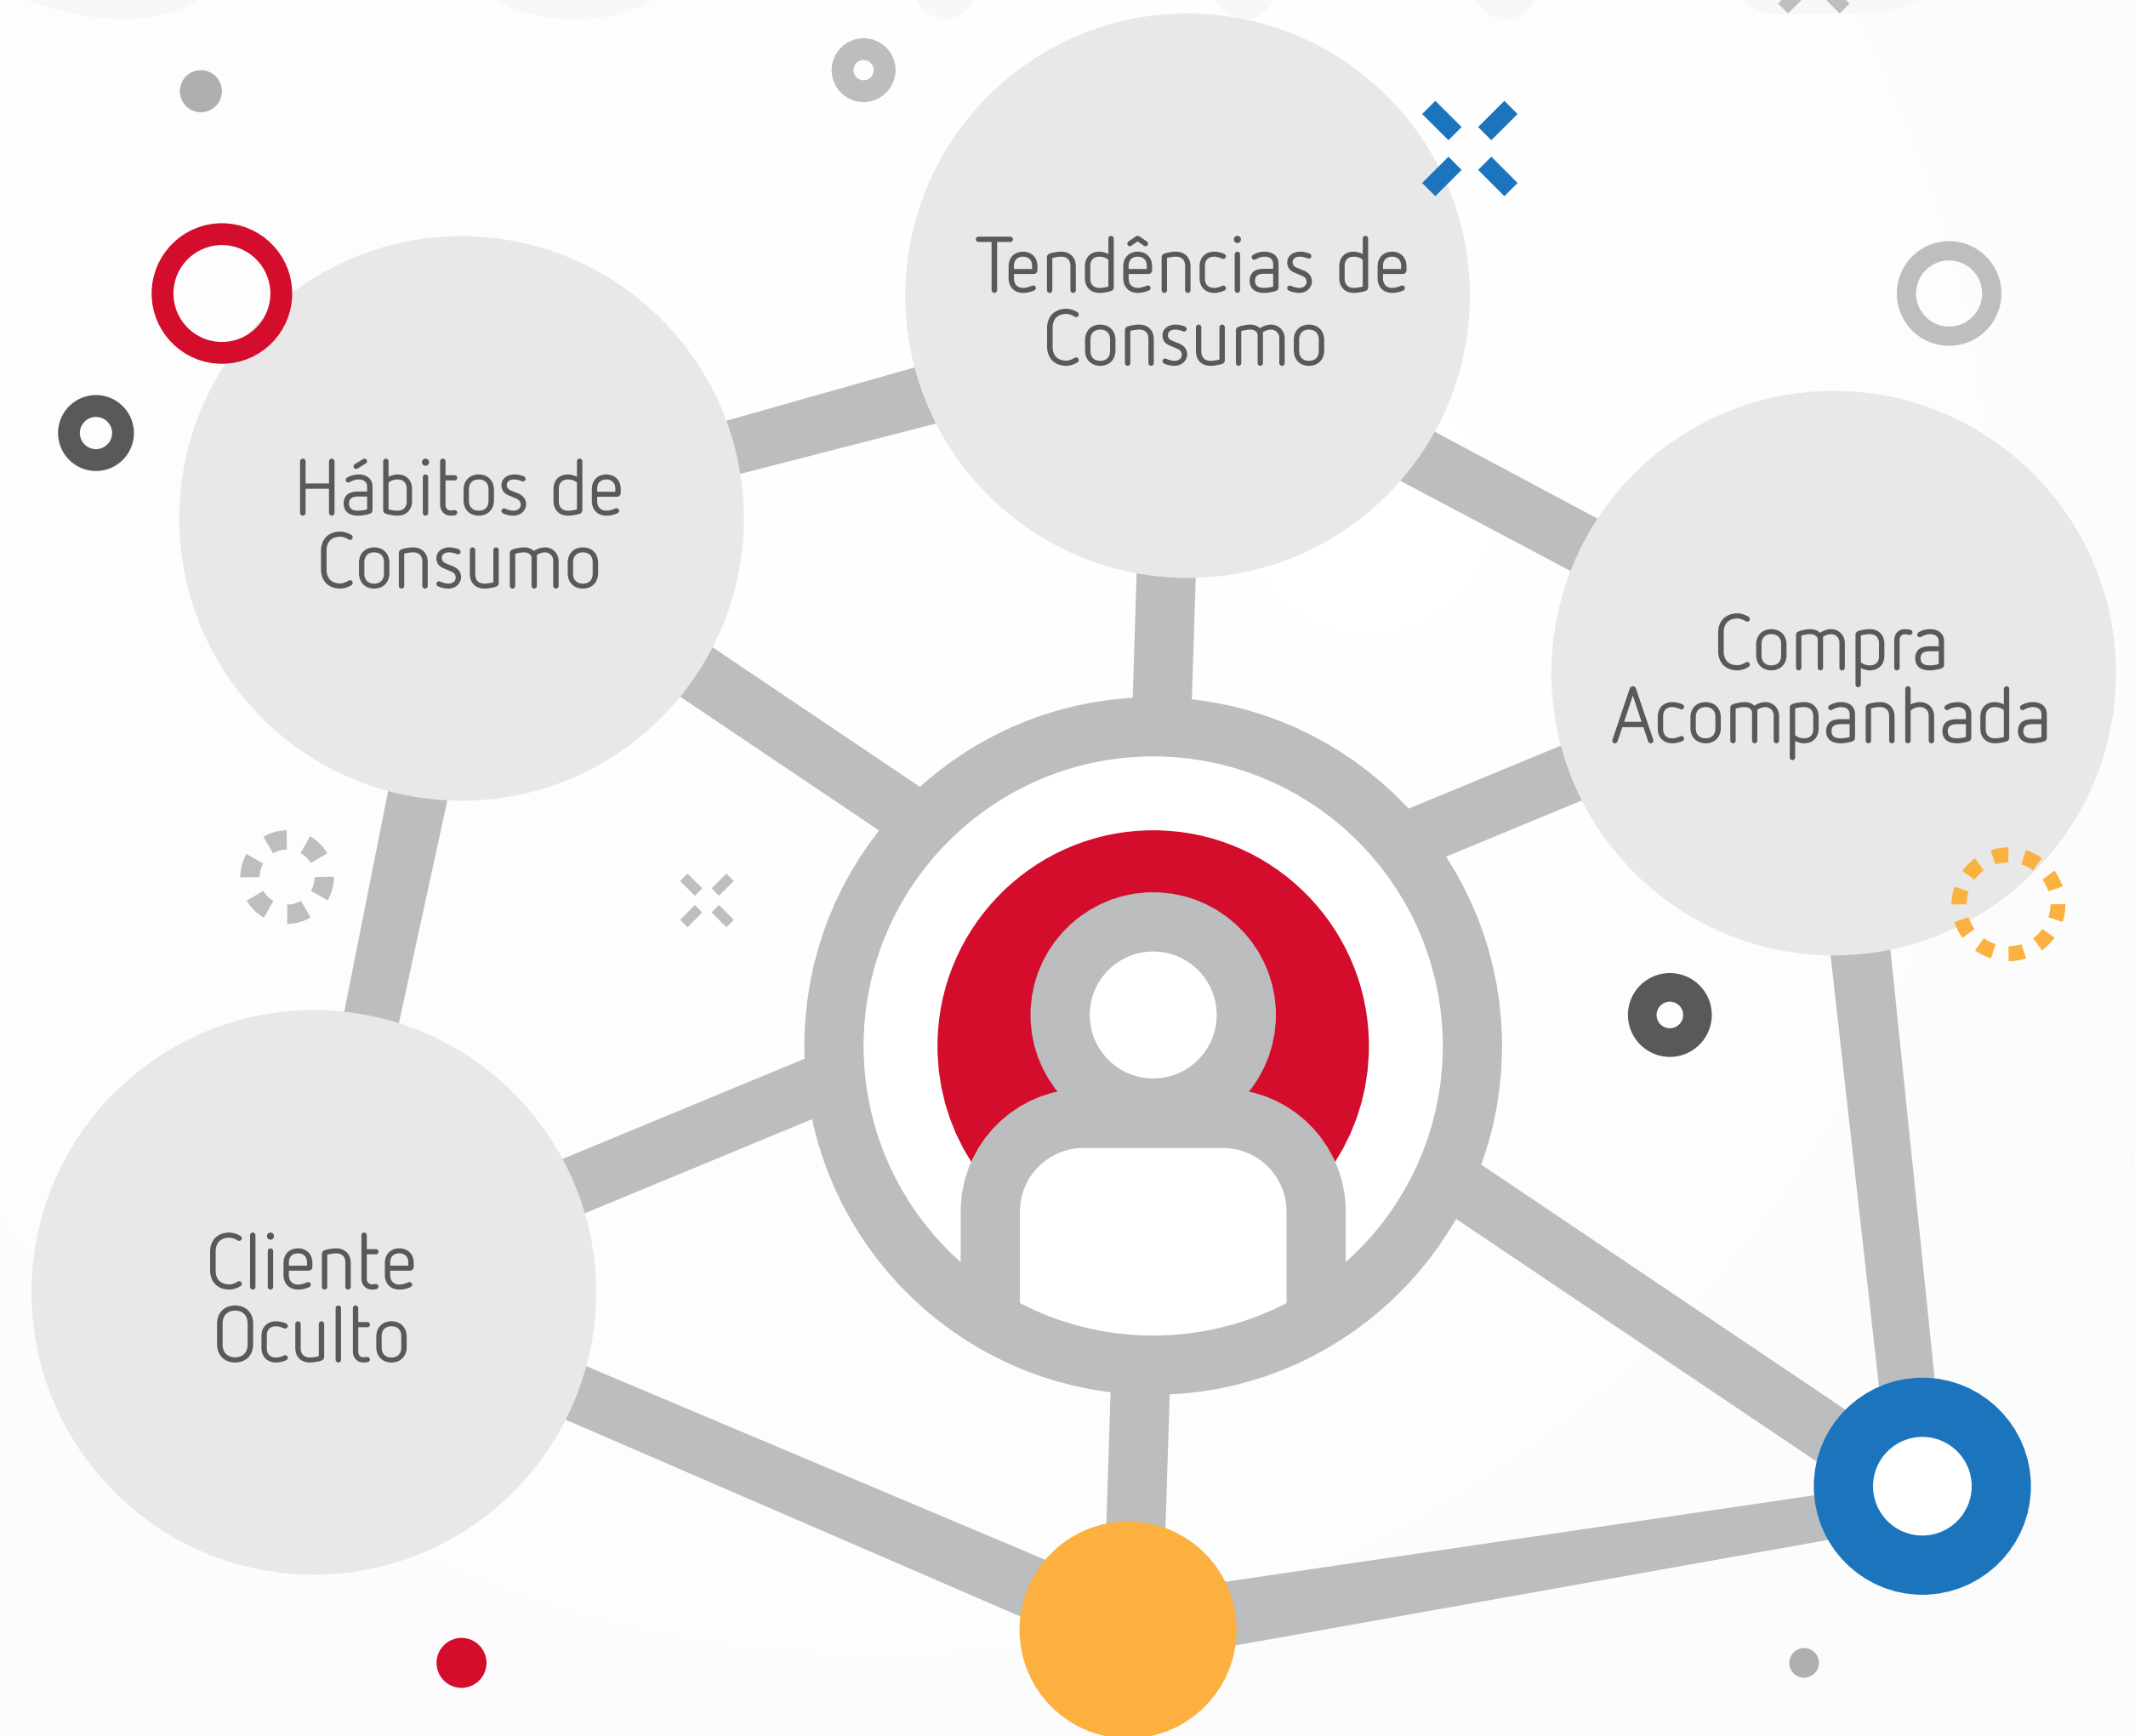 Tendências de
Consumo
Hábitos de
Consumo
Compra
Acompanhada
Cliente
Oculto